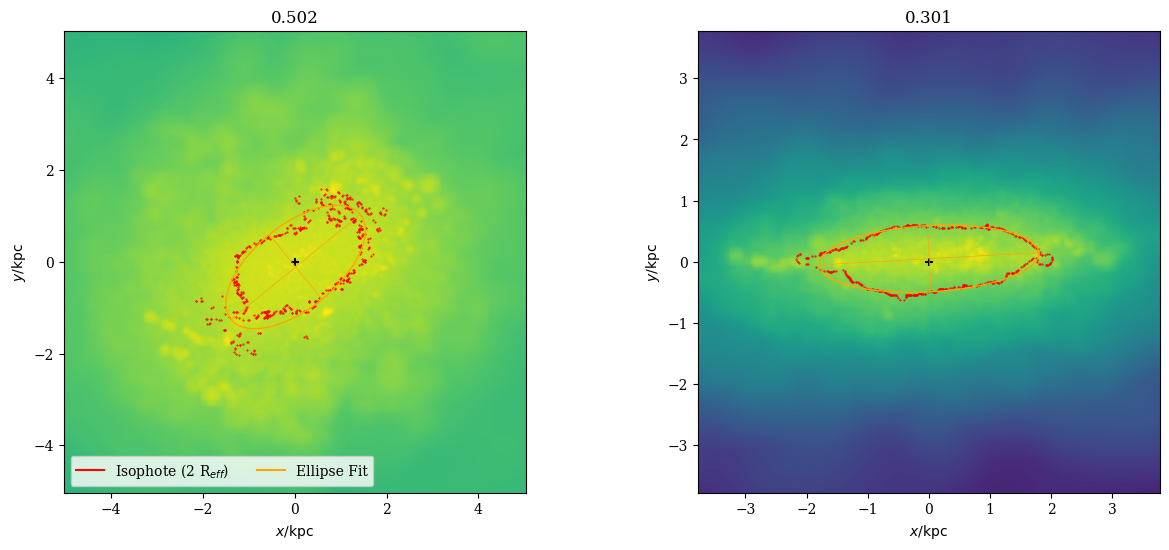 0.502
4
2
0
−2
−4
y/kpc
−4 −2 0 2 4
x/kpc
Isophote (2 R_eff) Ellipse Fit
0.301
3
2
1
0
−1
−2
−3
y/kpc
−3 −2 −1 0 1 2 3
x/kpc